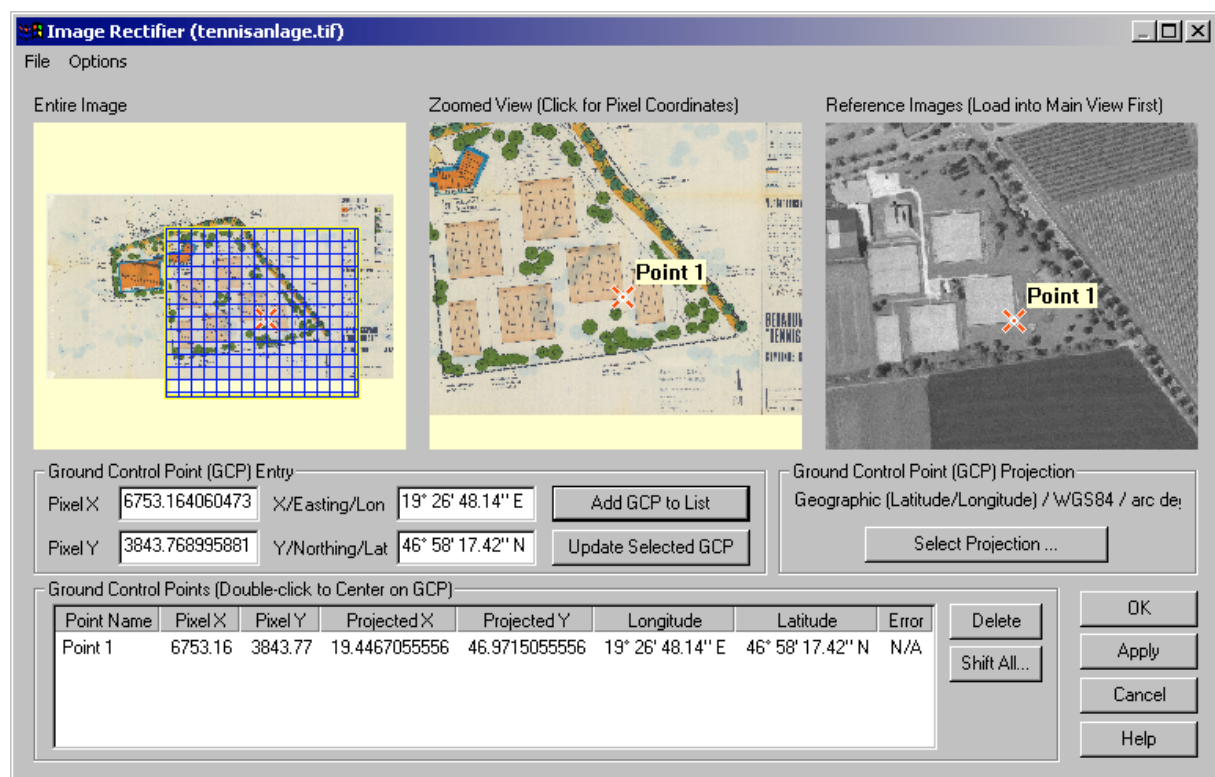 Image Rectifier (tennisanlage.tif)
File Options
Entire Image
Zoomed View (Click for Pixel Coordinates)
Reference Images (Load into Main View First)
Point 1
Point 1
Ground Control Point (GCP) Entry
Pixel X 6753.164060473 X/Easting/Lon 19° 26' 48.14'' E Add GCP to List
Pixel Y 3843.768995881 Y/Northing/Lat 46° 58' 17.42'' N Update Selected GCP
Ground Control Point (GCP) Projection
Geographic (Latitude/Longitude) / WGS84 / arc de
Select Projection ...
Ground Control Points (Double-click to Center on GCP)
Point Name Pixel X Pixel Y Projected X Projected Y Longitude Latitude Error
Point 1 6753.16 3843.77 19.4467055556 46.9715055556 19° 26' 48.14'' E 46° 58' 17.42'' N N/A
Delete
Shift All...
OK
Apply
Cancel
Help